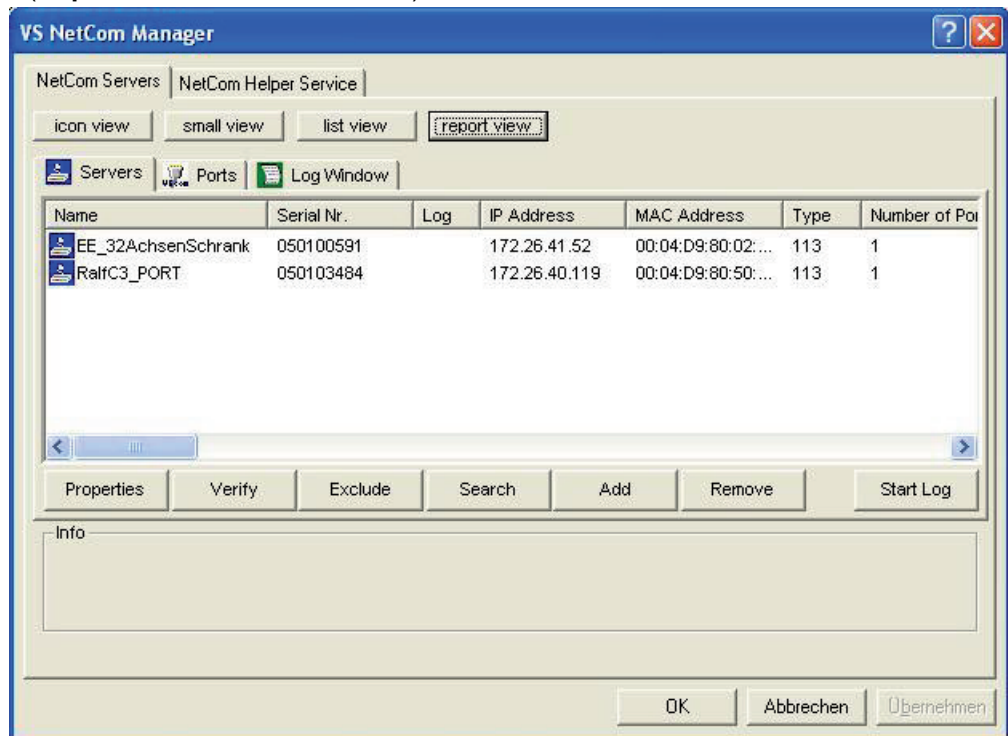 VS NetCom Manager
NetCom Servers NetCom Helper Service
icon view small view list view report view
Servers Ports Log Window
Name Serial Nr. Log IP Address MAC Address Type Number of Por
EE_32AchsenSchrank 050100591 172.26.41.52 00:04:D9:80:02:... 113 1
RalfC3_PORT 050103484 172.26.40.119 00:04:D9:80:50:... 113 1
Properties Verify Exclude Search Add Remove Start Log
Info
OK Abbrechen Übernehmen